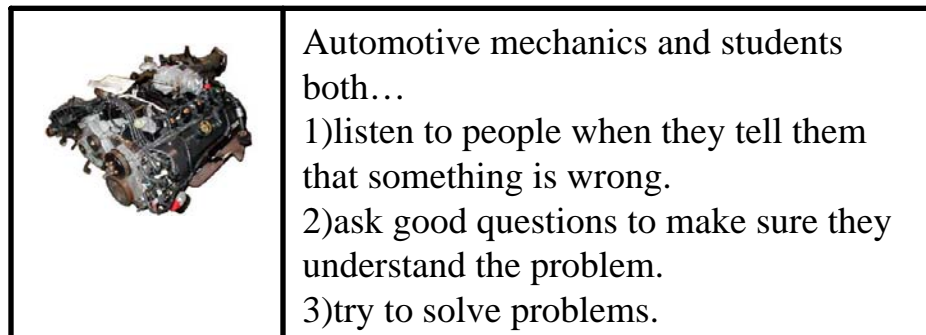 Automotive mechanics and students
both…
1)listen to people when they tell them
that something is wrong.
2)ask good questions to make sure they
understand the problem.
3)try to solve problems.